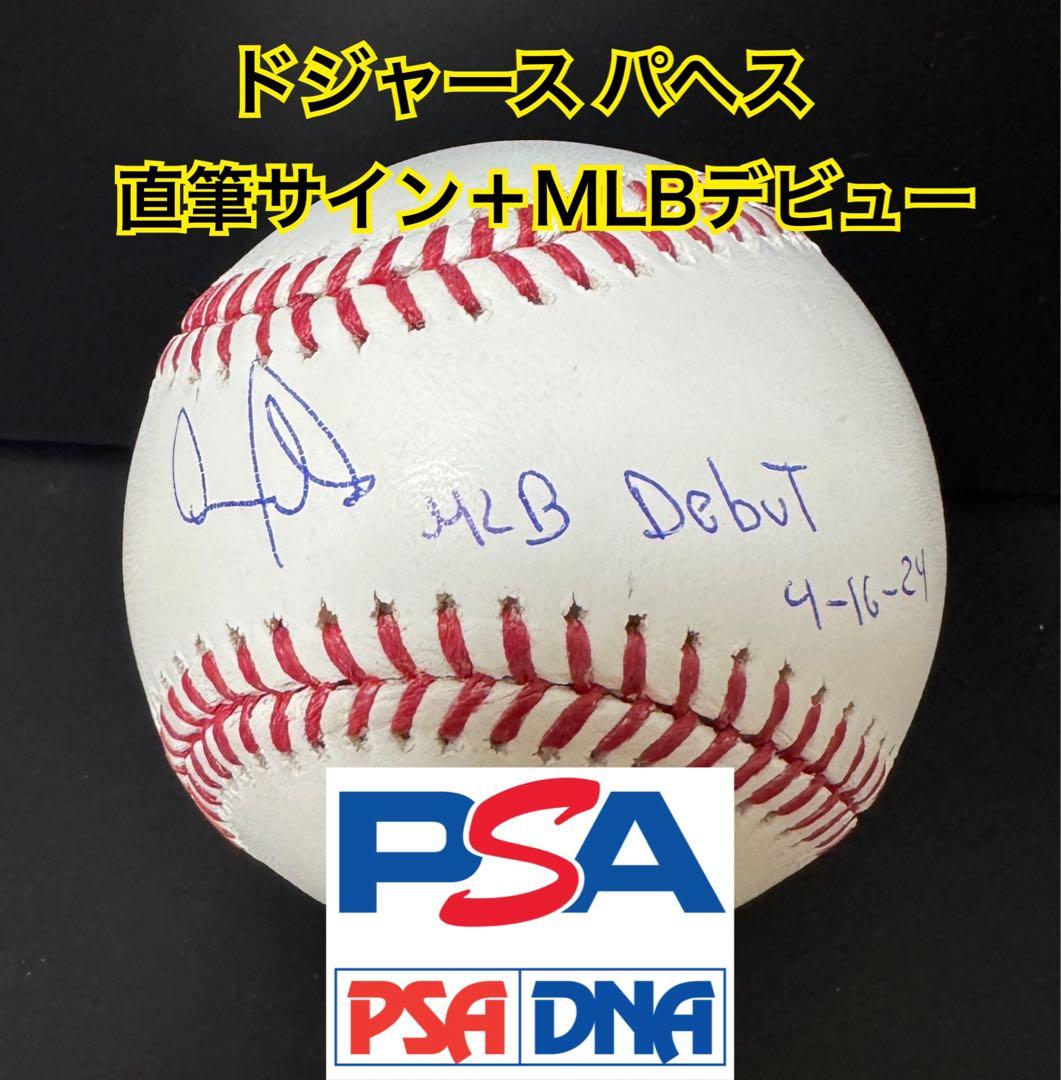 ドジャース パヘス
直筆サイン＋MLBデビュー
MLB Debut
4-16-24
PSA
PSA DNA